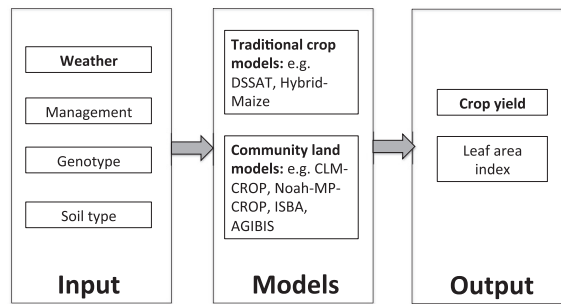 Weather
Management
Genotype
Soil type
Input
Traditional crop
models: e.g.
DSSAT, Hybrid-
Maize
Community land
models: e.g. CLM-
CROP, Noah-MP-
CROP, ISBA,
AGIBIS
Models
Crop yield
Leaf area
index
Output